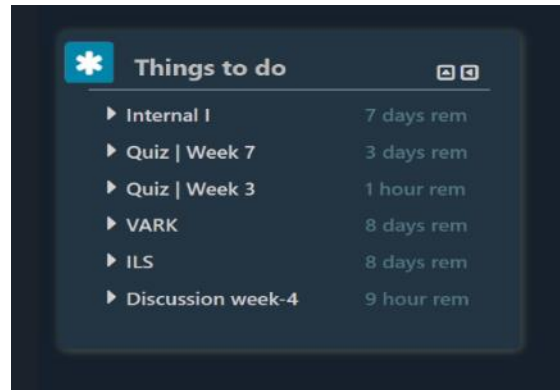 Things to do
Internal I 7 days rem
Quiz | Week 7 3 days rem
Quiz | Week 3 1 hour rem
VARK 8 days rem
ILS 8 days rem
Discussion week-4 9 hour rem